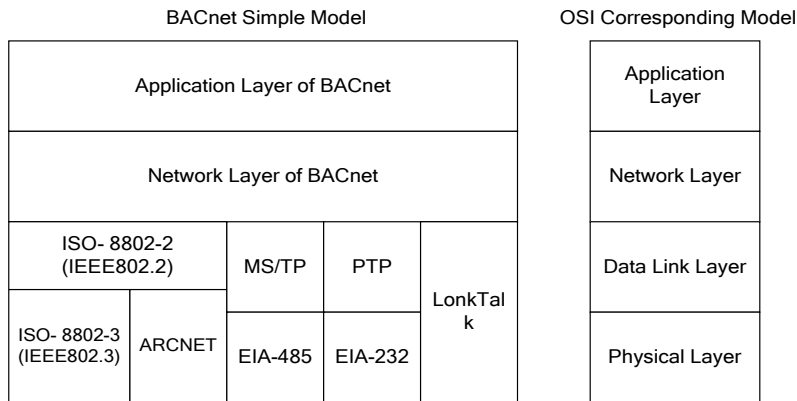 BACnet Simple Model
OSI Corresponding Model
Application Layer of BACnet
Application
Layer
Network Layer of BACnet
Network Layer
ISO- 8802-2
(IEEE802.2)
MS/TP
PTP
LonkTal
k
Data Link Layer
ISO- 8802-3
(IEEE802.3)
ARCNET
EIA-485
EIA-232
Physical Layer